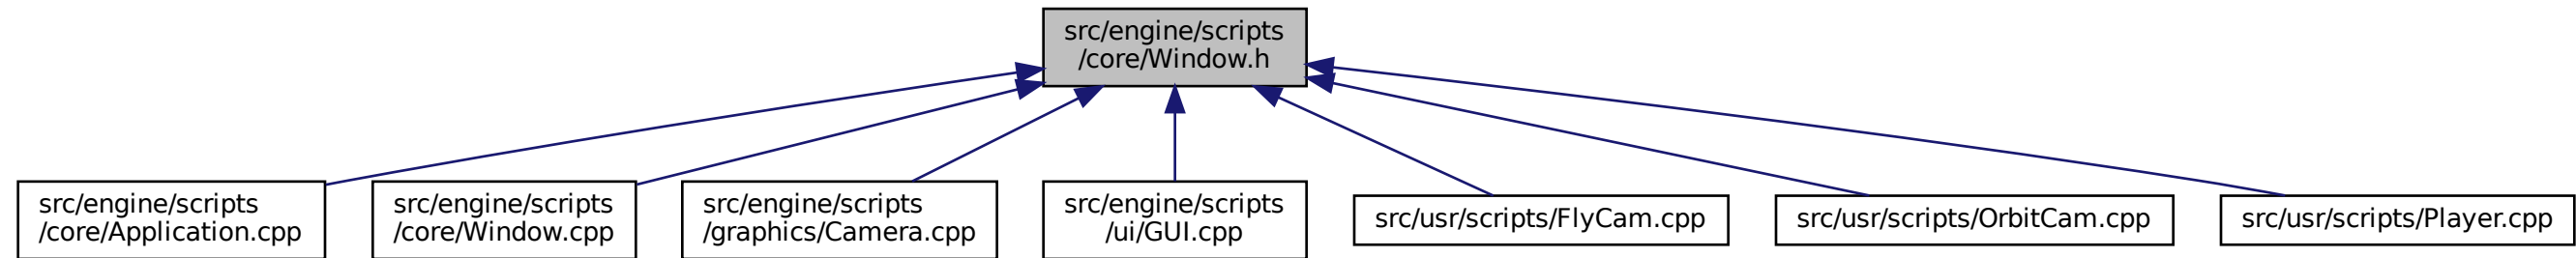 src/engine/scripts
/core/Window.h
src/engine/scripts
/core/Application.cpp
src/engine/scripts
/core/Window.cpp
src/engine/scripts
/graphics/Camera.cpp
src/engine/scripts
/ui/GUI.cpp
src/usr/scripts/FlyCam.cpp
src/usr/scripts/OrbitCam.cpp
src/usr/scripts/Player.cpp